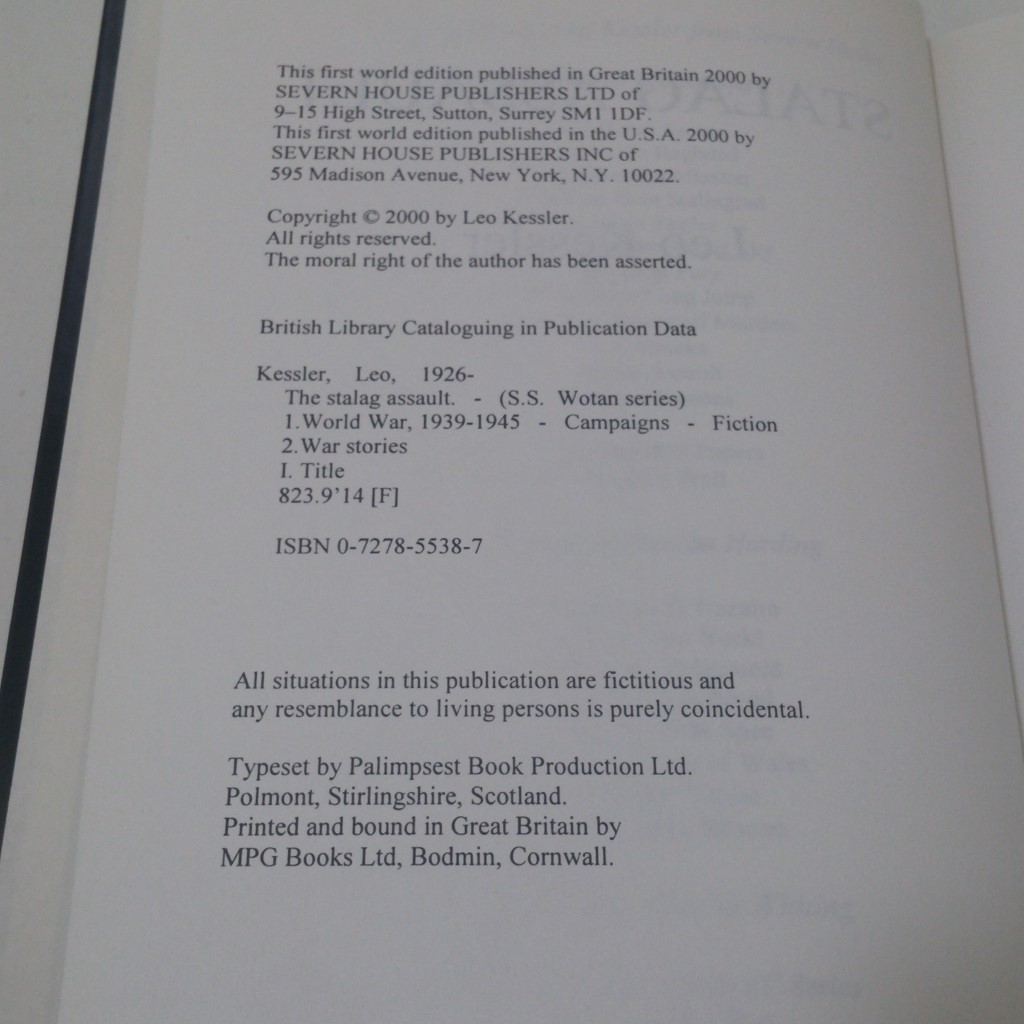 This first world edition published in Great Britain 2000 by
SEVERN HOUSE PUBLISHERS LTD of
9–15 High Street, Sutton, Surrey SM1 1DF.
This first world edition published in the U.S.A. 2000 by
SEVERN HOUSE PUBLISHERS INC of
595 Madison Avenue, New York, N.Y. 10022.
Copyright © 2000 by Leo Kessler.
All rights reserved.
The moral right of the author has been asserted.
British Library Cataloguing in Publication Data
Kessler, Leo, 1926-
The stalag assault. - (S.S. Wotan series)
1. World War, 1939-1945 - Campaigns - Fiction
2. War stories
I. Title
823.9'14 [F]
ISBN 0-7278-5538-7
All situations in this publication are fictitious and
any resemblance to living persons is purely coincidental.
Typeset by Palimpsest Book Production Ltd.
Polmont, Stirlingshire, Scotland.
Printed and bound in Great Britain by
MPG Books Ltd, Bodmin, Cornwall.